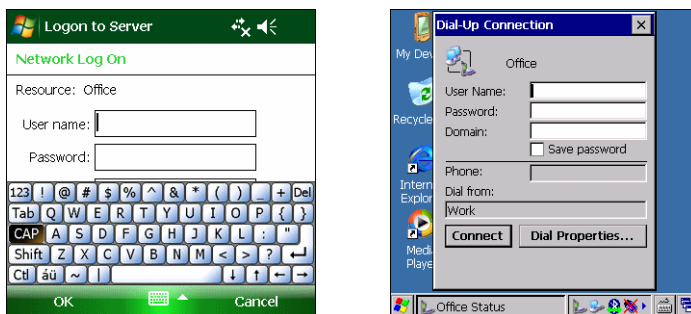 Logon to Server
Network Log On
Resource: Office
User name:
Password:
123 ! @ # $ % ^ & * ( ) _ + Del
Tab Q W E R T Y U I O P { }
CAP A S D F G H J K L : "
Shift Z X C V B N M < > ? ↵
Ctl áü ~ | ↓ ↑ ← →
OK Cancel
Dial-Up Connection
My Dev
Office
User Name:
Password:
Recycle
Domain:
Save password
Phone:
Intern
Explor
Dial from:
Work
Connect Dial Properties...
Medi
Playe
Office Status